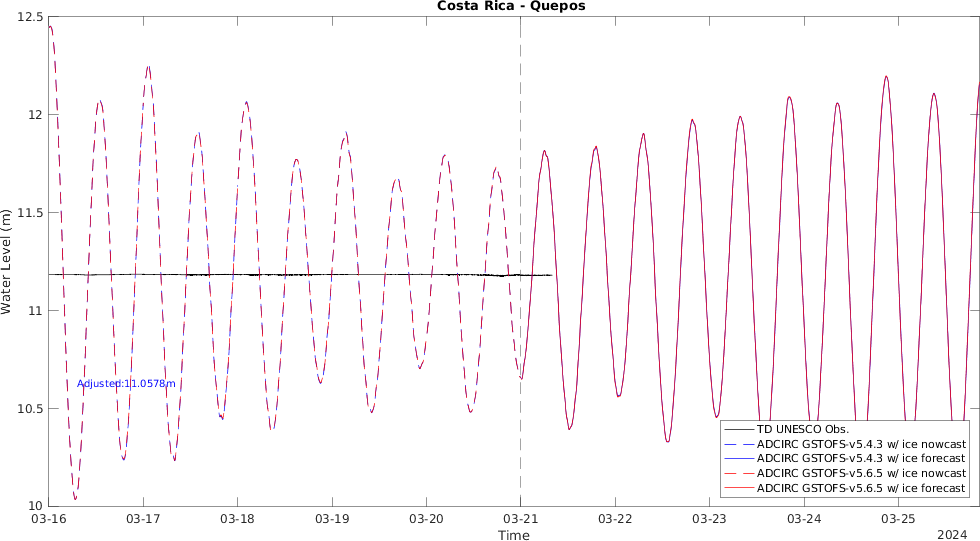 Costa Rica - Quepos
12.5
12
11.5
11
10.5
10
Water Level (m)
Adjusted:11.0578m
TD UNESCO Obs.
ADCIRC GSTOFS-v5.4.3 w/ ice nowcast
ADCIRC GSTOFS-v5.4.3 w/ ice forecast
ADCIRC GSTOFS-v5.6.5 w/ ice nowcast
ADCIRC GSTOFS-v5.6.5 w/ ice forecast
03-16 03-17 03-18 03-19 03-20 03-21 03-22 03-23 03-24 03-25
Time
2024